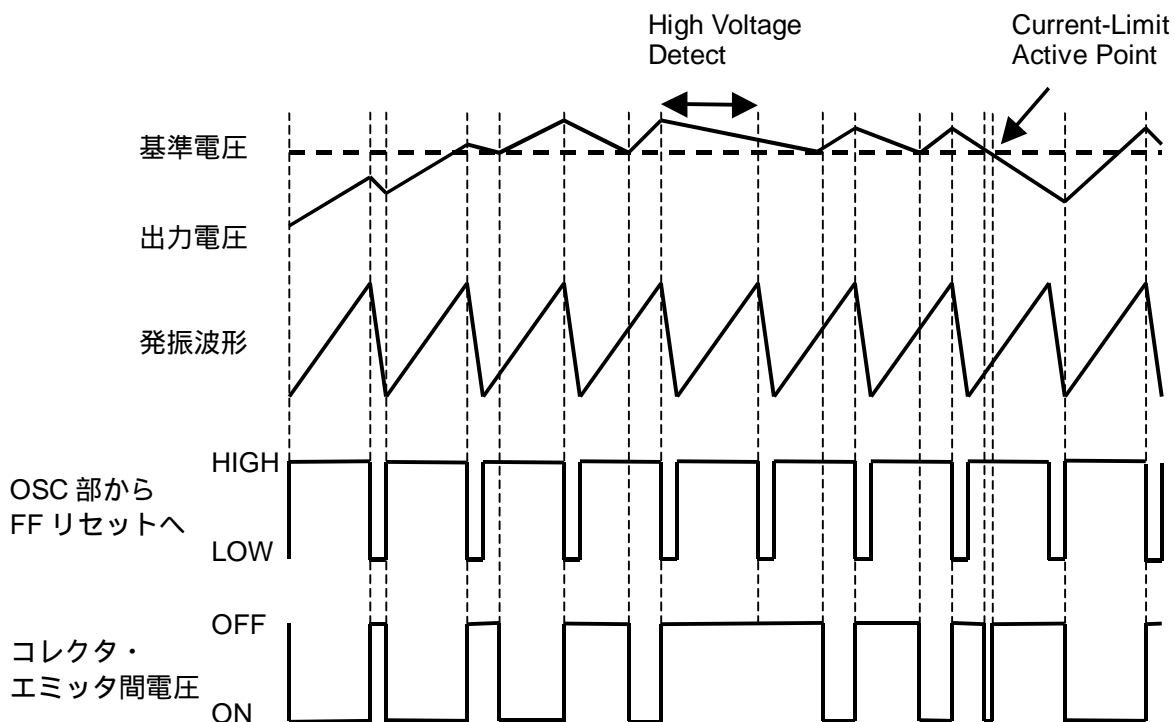 High Voltage
Detect
Current-Limit
Active Point
基準電圧
出力電圧
発振波形
HIGH
OSC 部から
FF リセットへ
LOW
OFF
コレクタ・
エミッタ間電圧
ON